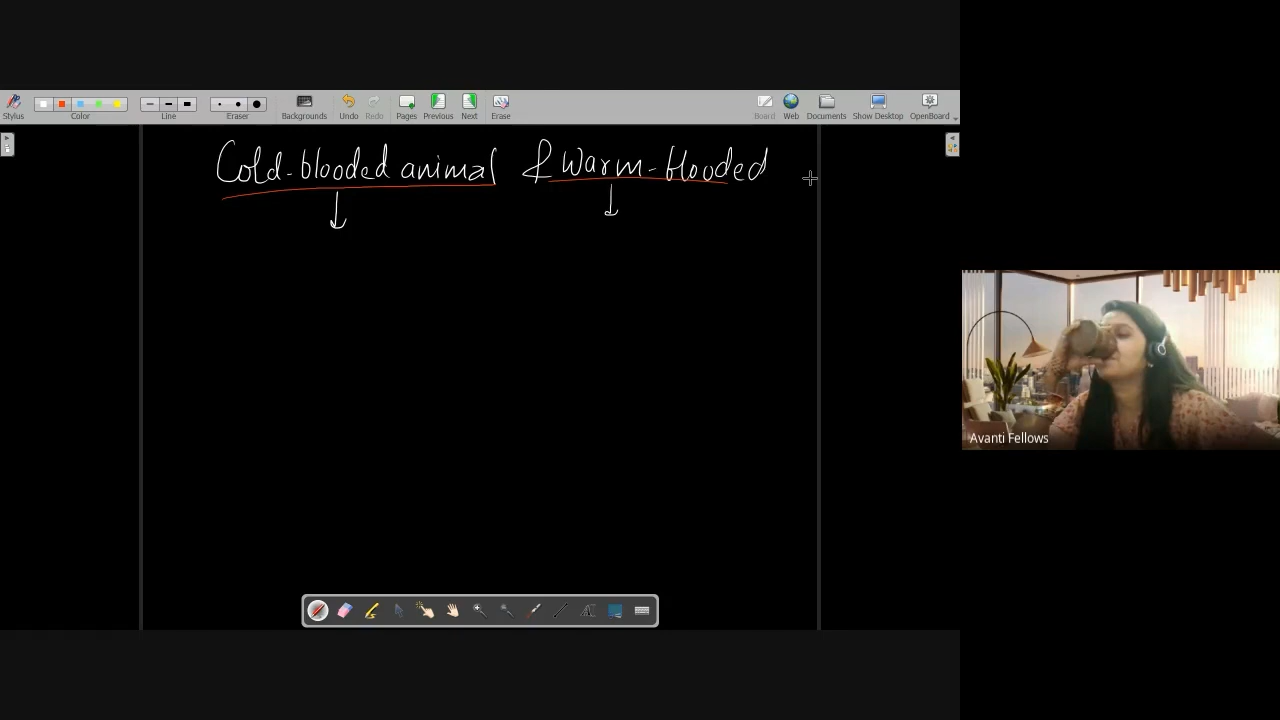 Stylus
Color
Line
Eraser
Backgrounds
Undo
Redo
Pages
Previous
Next
Erase
Board
Web
Documents
Show Desktop
OpenBoard
Cold-blooded animal & Warm-blooded
Avanti Fellows